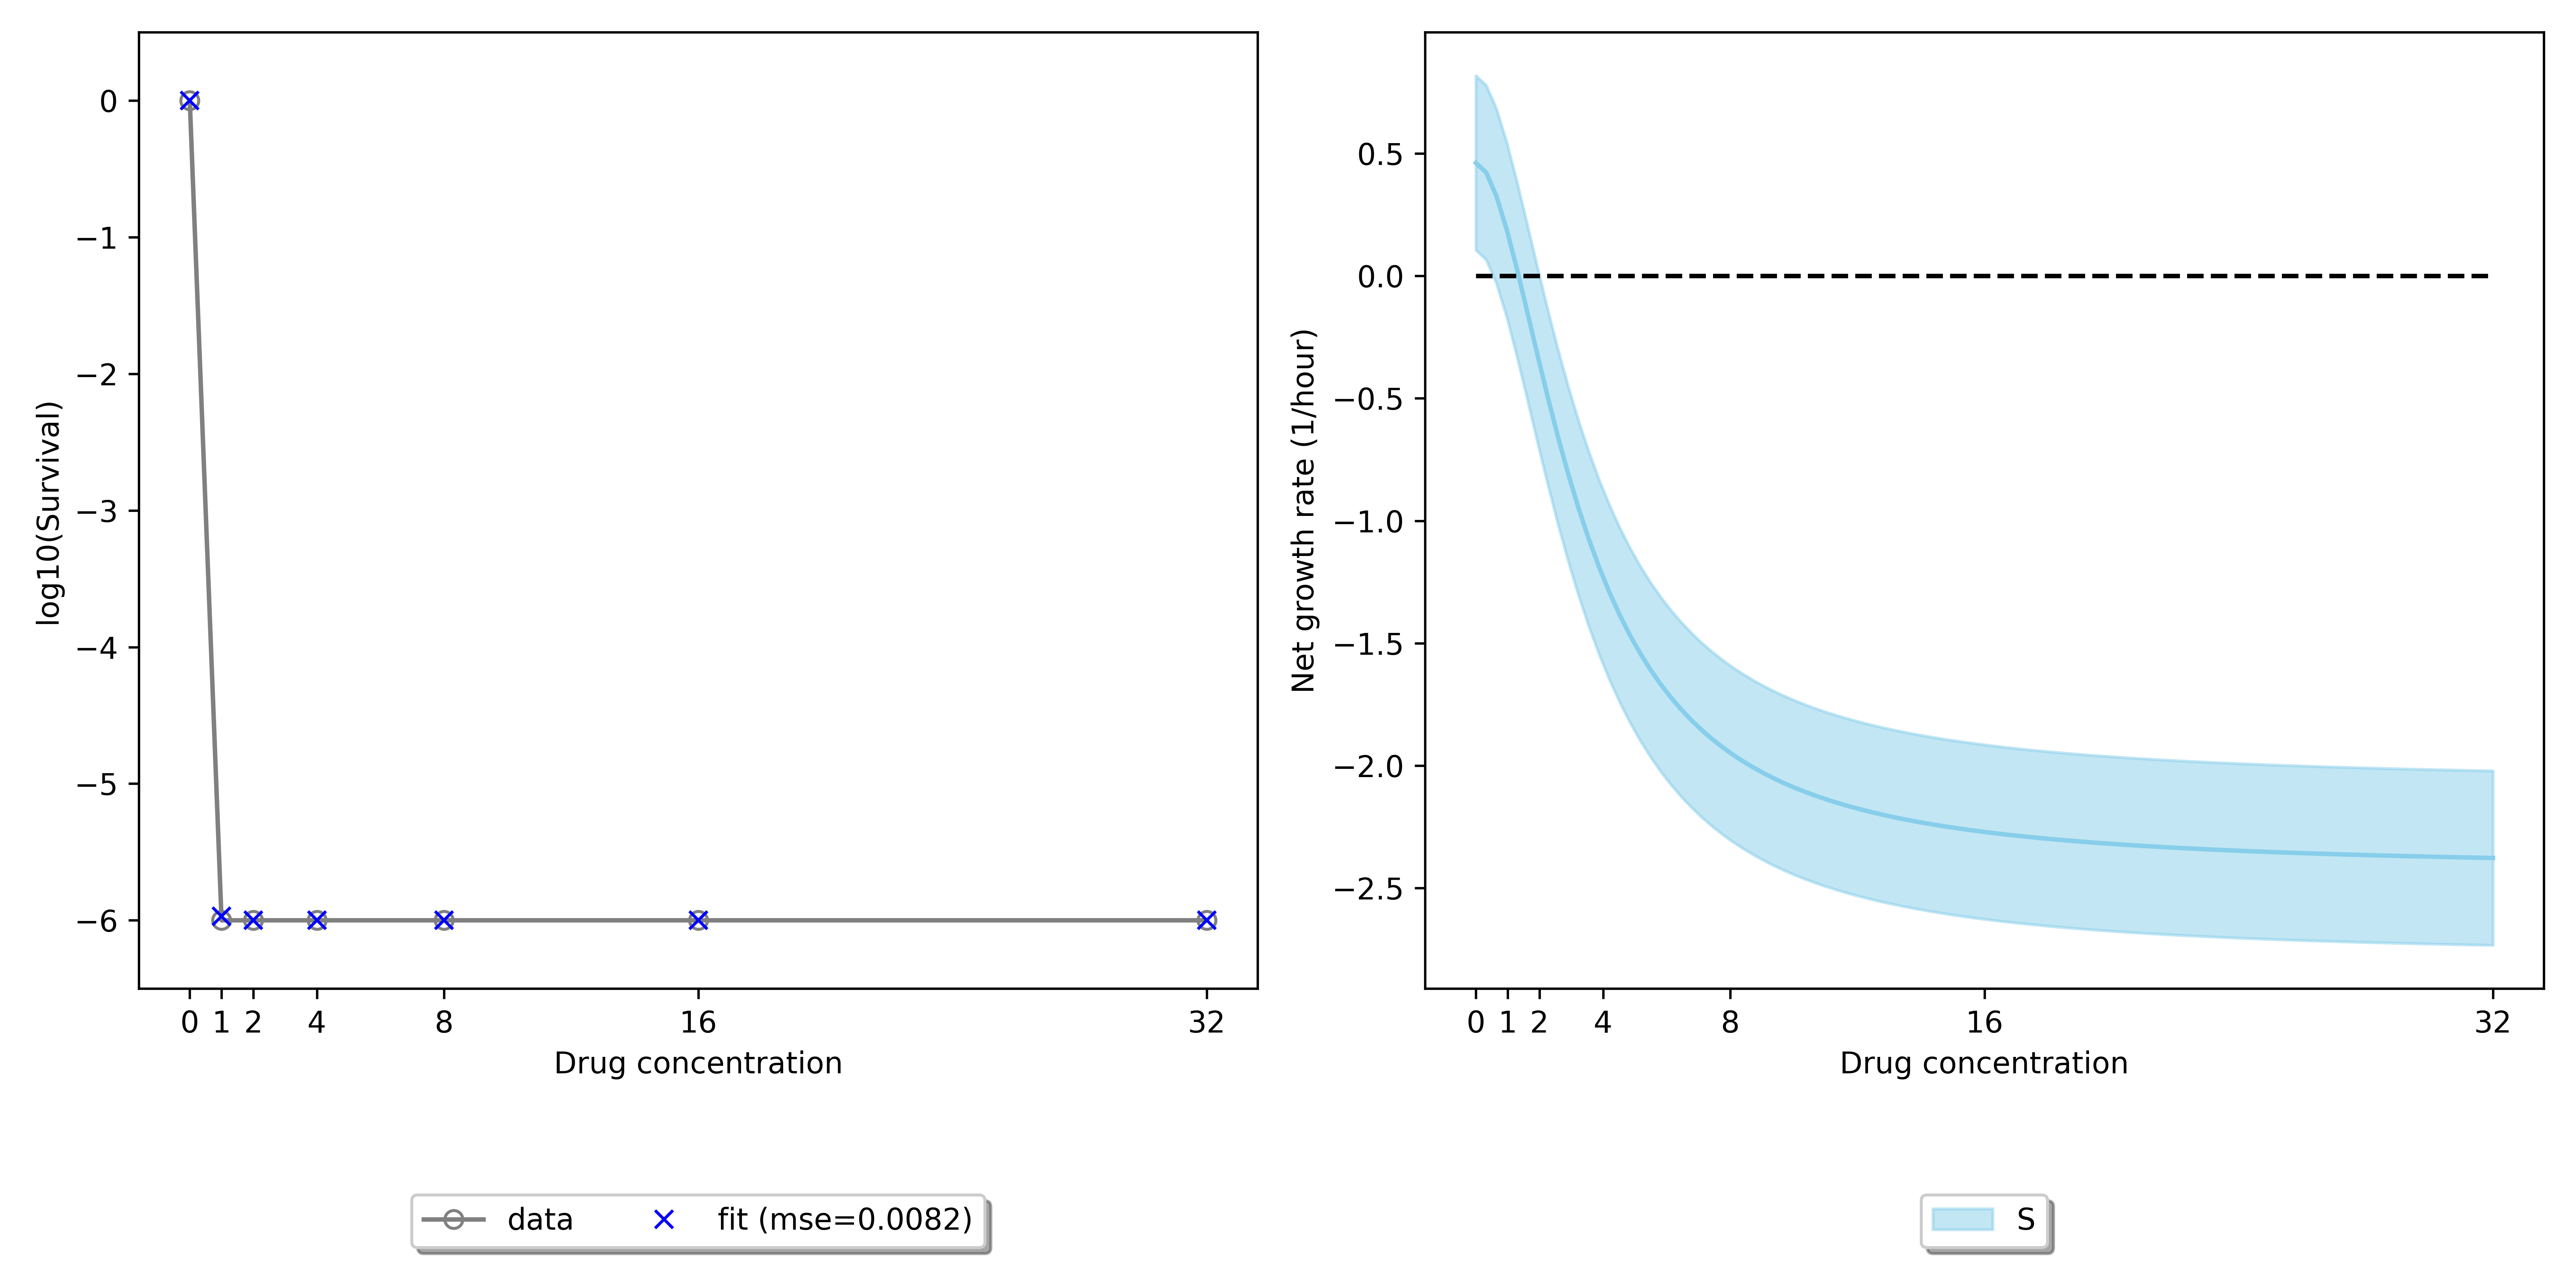 log10(Survival)
0
−1
−2
−3
−4
−5
−6
0 1 2 4 8 16 32
Drug concentration
data fit (mse=0.0082)
Net growth rate (1/hour)
0.5
0.0
−0.5
−1.0
−1.5
−2.0
−2.5
0 1 2 4 8 16 32
Drug concentration
S